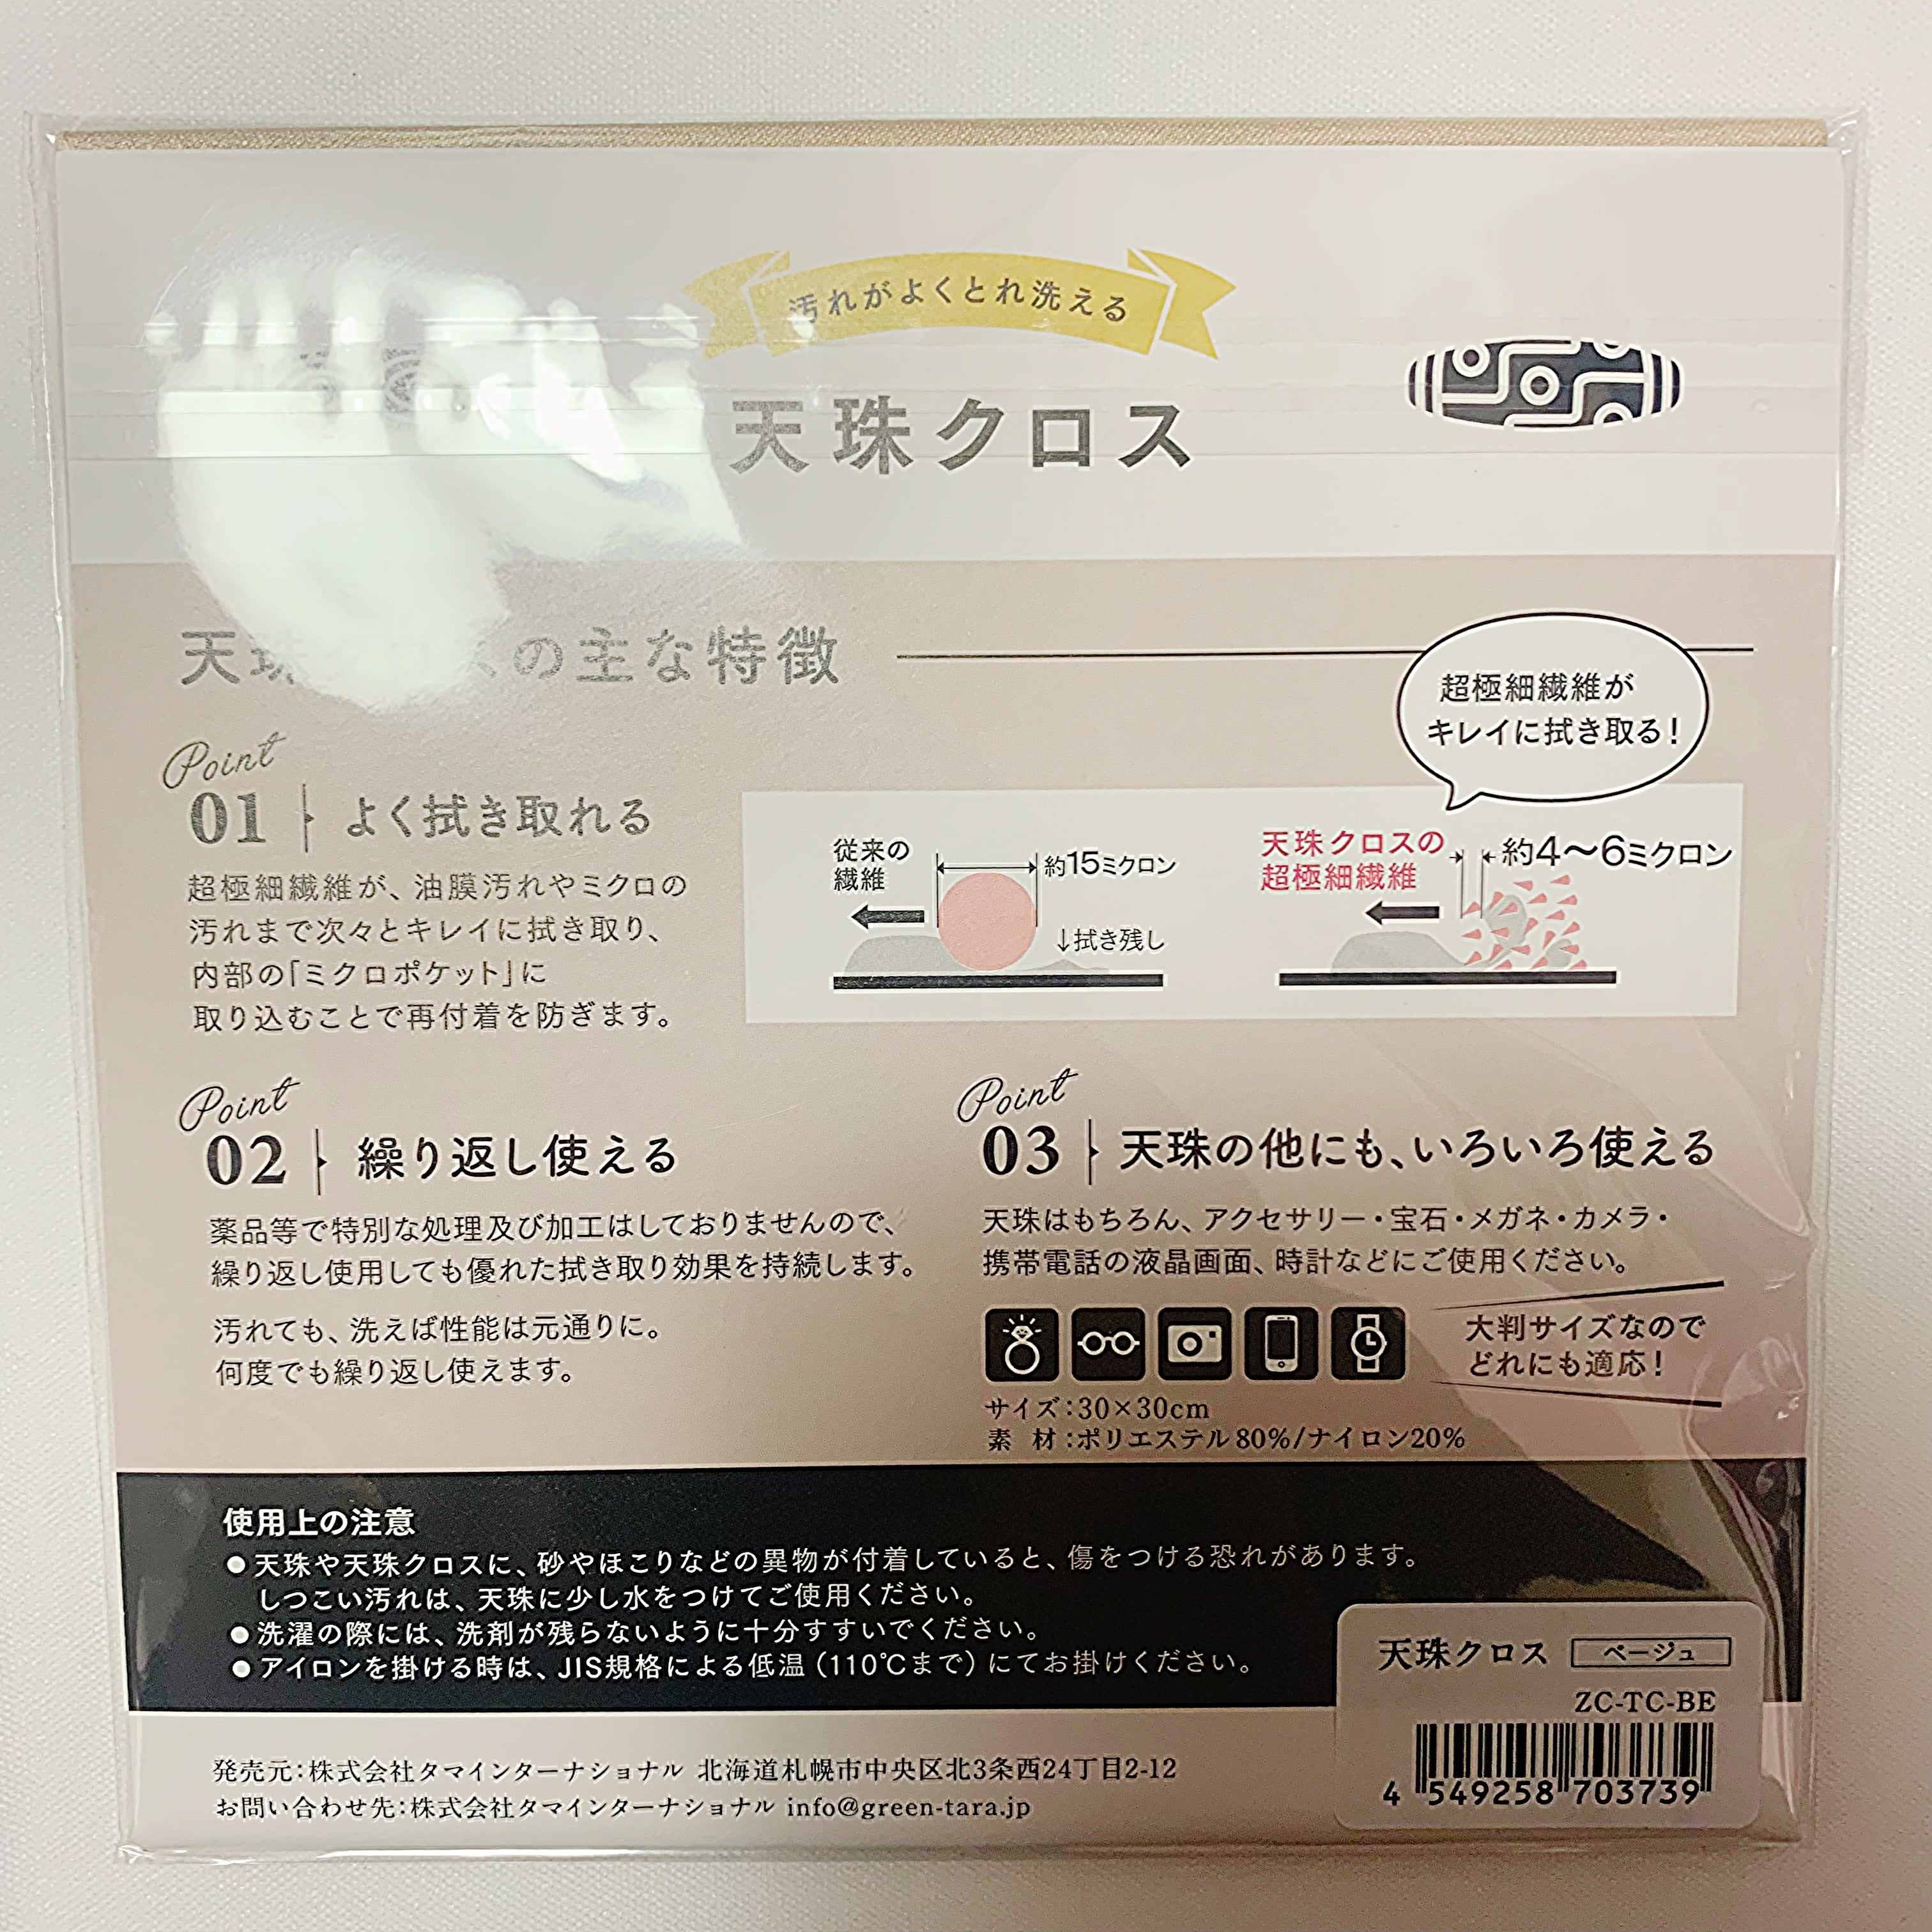 汚れがよくとれ洗える
天珠クロス
天珠 の主な特徴
超極細繊維が
キレイに拭き取る!
Point
01 よく拭き取れる
超極細繊維が、油膜汚れやミクロの
汚れまで次々とキレイに拭き取り、
内部の「ミクロポケット」に
取り込むことで再付着を防ぎます。
従来の
繊維
約15ミクロン
↓拭き残し
天珠クロスの
超極細繊維
約4〜6ミクロン
Point
02 繰り返し使える
薬品等で特別な処理及び加工はしておりませんので、
繰り返し使用しても優れた拭き取り効果を持続します。
汚れても、洗えば性能は元通りに。
何度でも繰り返し使えます。
Point
03 天珠の他にも、いろいろ使える
天珠はもちろん、アクセサリー・宝石・メガネ・カメラ・
携帯電話の液晶画面、時計などにご使用ください。
大判サイズなので
どれにも適応!
サイズ:30×30cm
素 材:ポリエステル80%/ナイロン20%
使用上の注意
●天珠や天珠クロスに、砂やほこりなどの異物が付着していると、傷をつける恐れがあります。
しつこい汚れは、天珠に少し水をつけてご使用ください。
●洗濯の際には、洗剤が残らないように十分すすいでください。
●アイロンを掛ける時は、JIS規格による低温(110℃まで)にてお掛けください。
天珠クロス ベージュ
ZC-TC-BE
4 549258 703739
発売元:株式会社タマインターナショナル 北海道札幌市中央区北3条西24丁目2-12
お問い合わせ先:株式会社タマインターナショナル info@green-tara.jp